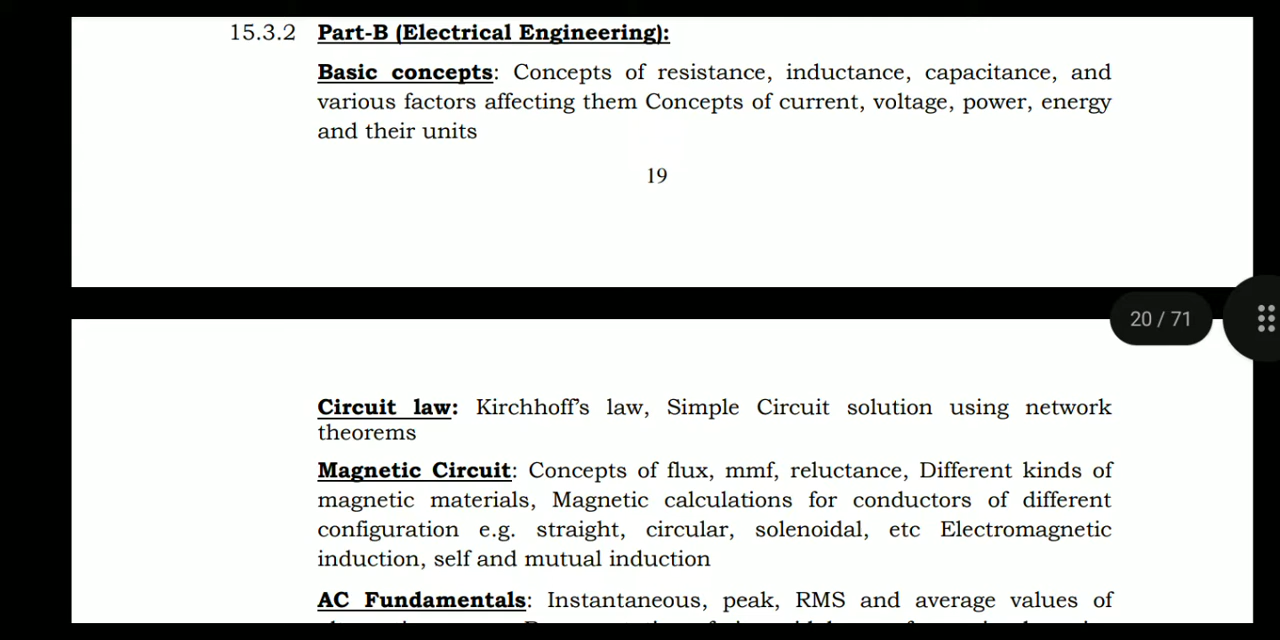 15.3.2 Part-B (Electrical Engineering):
Basic concepts: Concepts of resistance, inductance, capacitance, and
various factors affecting them Concepts of current, voltage, power, energy
and their units
19
20 / 71
Circuit law: Kirchhoff's law, Simple Circuit solution using network
theorems
Magnetic Circuit: Concepts of flux, mmf, reluctance, Different kinds of
magnetic materials, Magnetic calculations for conductors of different
configuration e.g. straight, circular, solenoidal, etc Electromagnetic
induction, self and mutual induction
AC Fundamentals: Instantaneous, peak, RMS and average values of